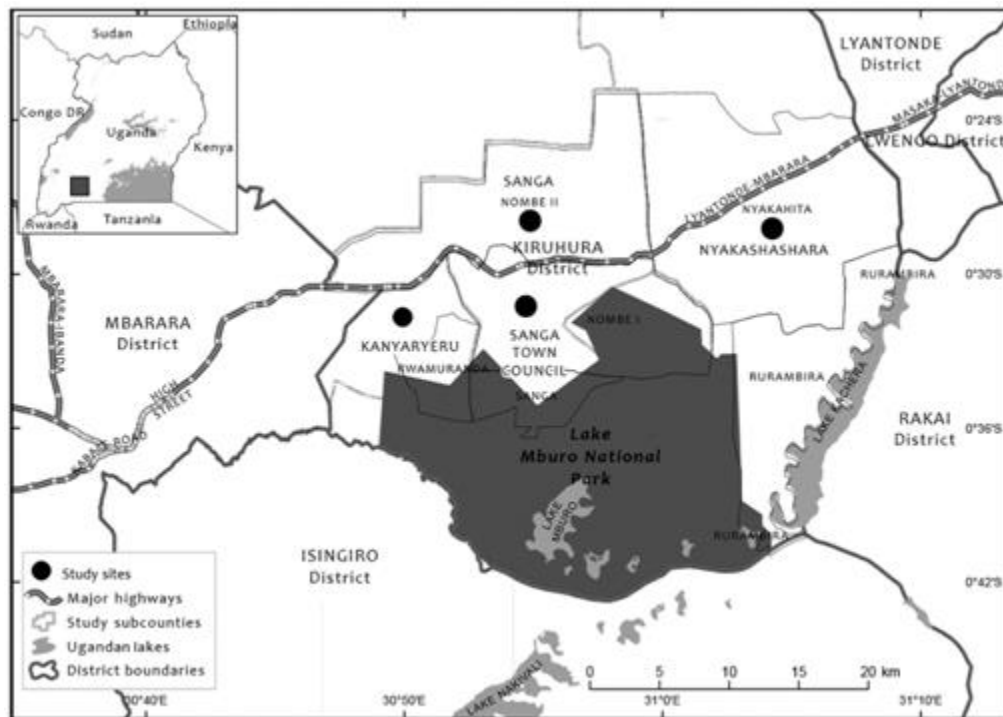 Ethiopia
Sudan
Congo DR
Uganda
Kenya
Tanzania
Rwanda
LYANTONDE
District
MASAKA-LYANTONDE
0°24'S
LWENGO District
SANGA
NOMBE II
LYANTONDE-MBARARA
NYAKAHITA
NYAKASHASHARA
KIRUHURA
District
RURAMBIRA
0°30'S
MBARARA-IBANDA
MBARARA
District
KANYARYERU
SANGA
TOWN
COUNCIL
NOMBE I
RWAMURANDA
SANGA
RURAMBIRA
LAKE KACHERA
HIGH
STREET
KABALE ROAD
RAKAI
District
0°36'S
Lake
Mburo National
Park
LAKE
MBURO
RURAMBIRA
ISINGIRO
District
0°42'S
Study sites
Major highways
Study subcounties
Ugandan lakes
District boundaries
LAKE NAKIVALI
0 5 10 15 20 km
30°40'E
30°50'E
31°0'E
31°10'E